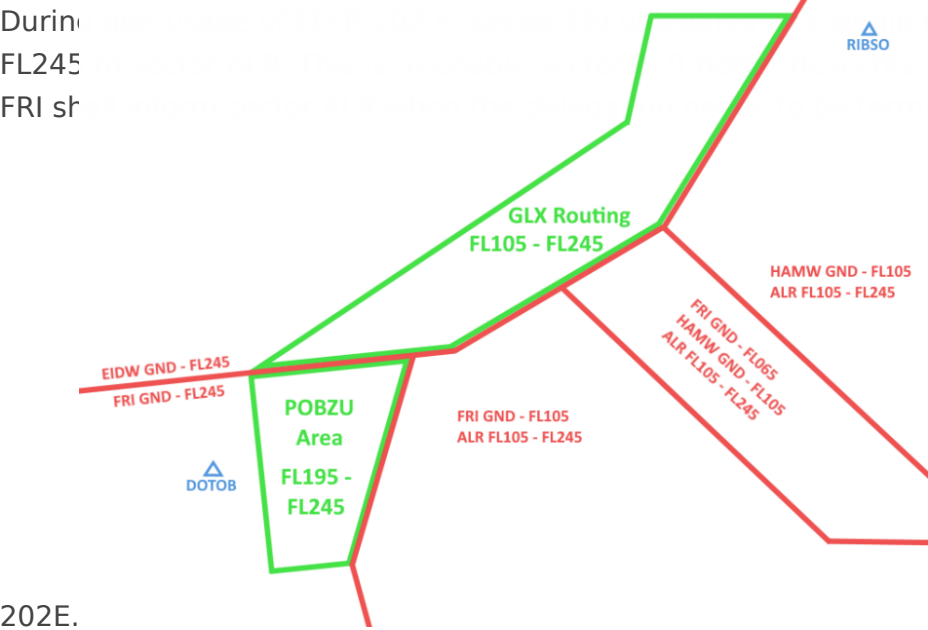 Durin
FL245
FRI sh
RIBSO
GLX Routing
FL105 - FL245
HAMW GND - FL105
ALR FL105 - FL245
FRI GND - FL065
HAMW GND - FL105
ALR FL105 - FL245
EIDW GND - FL245
FRI GND - FL245
POBZU
Area
FL195 -
FL245
FRI GND - FL105
ALR FL105 - FL245
DOTOB
202E.